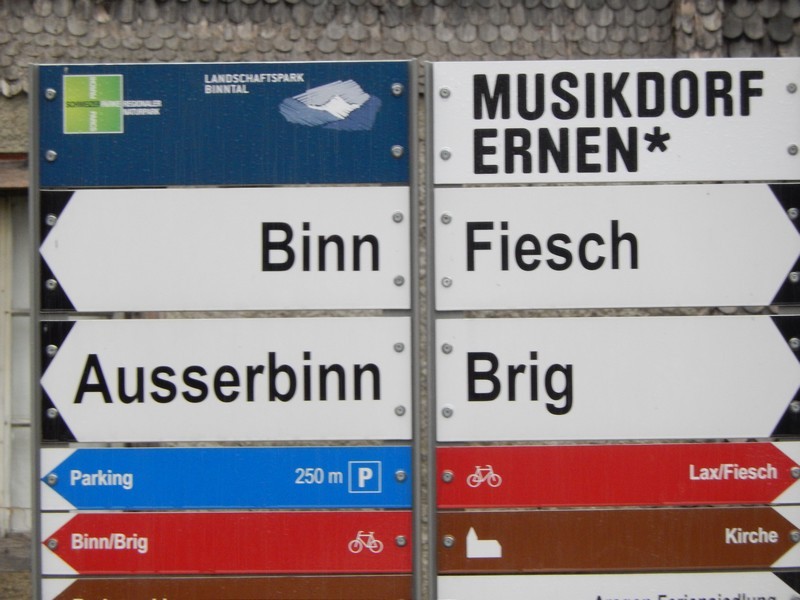 LANDSCHAFTSPARK
BINNTAL
MUSIKDORF
ERNEN*
Binn
Fiesch
Ausserbinn
Brig
Parking 250 m P
Lax/Fiesch
Binn/Brig
Kirche